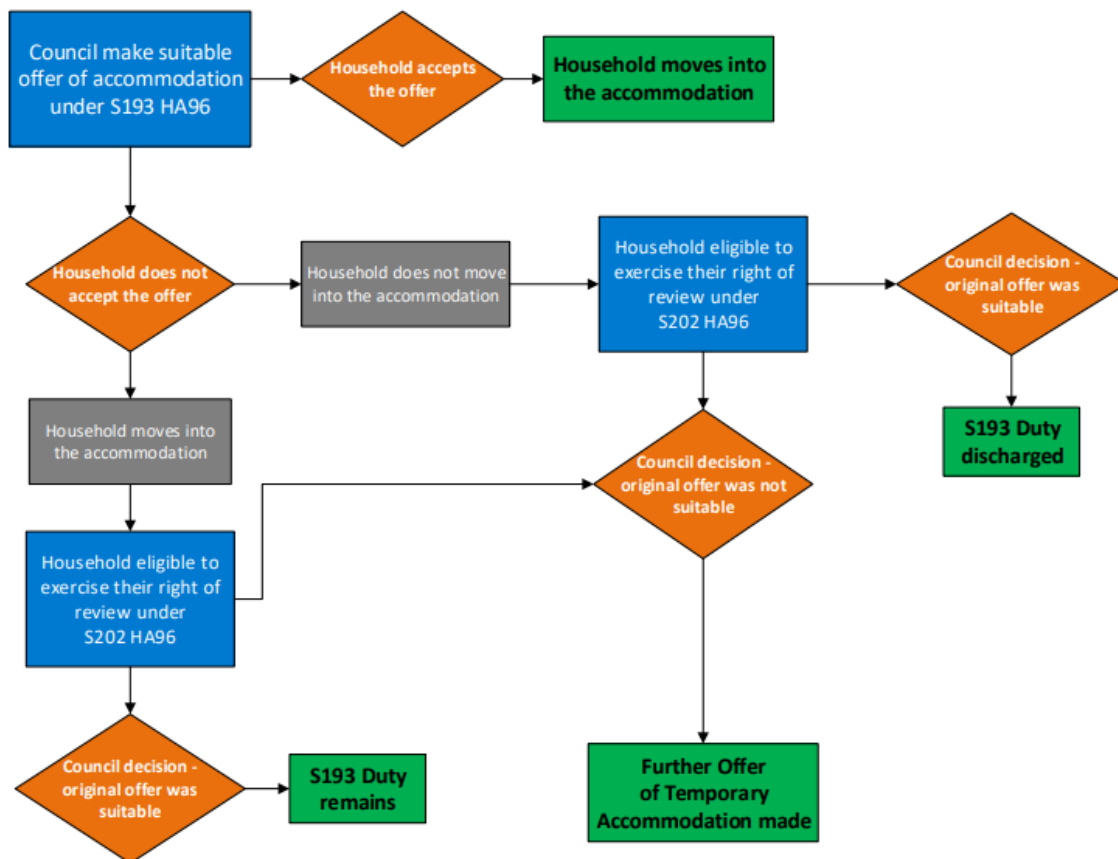 Council make suitable
offer of accommodation
under S193 HA96
Household accepts
the offer
Household moves into
the accommodation
Household does not
accept the offer
Household does not move
into the accommodation
Household eligible to
exercise their right of
review under
S202 HA96
Council decision -
original offer was
suitable
Household moves into
the accommodation
Council decision -
original offer was not
suitable
S193 Duty
discharged
Household eligible to
exercise their right of
review under
S202 HA96
Council decision -
original offer was
suitable
S193 Duty
remains
Further Offer
of Temporary
Accommodation made